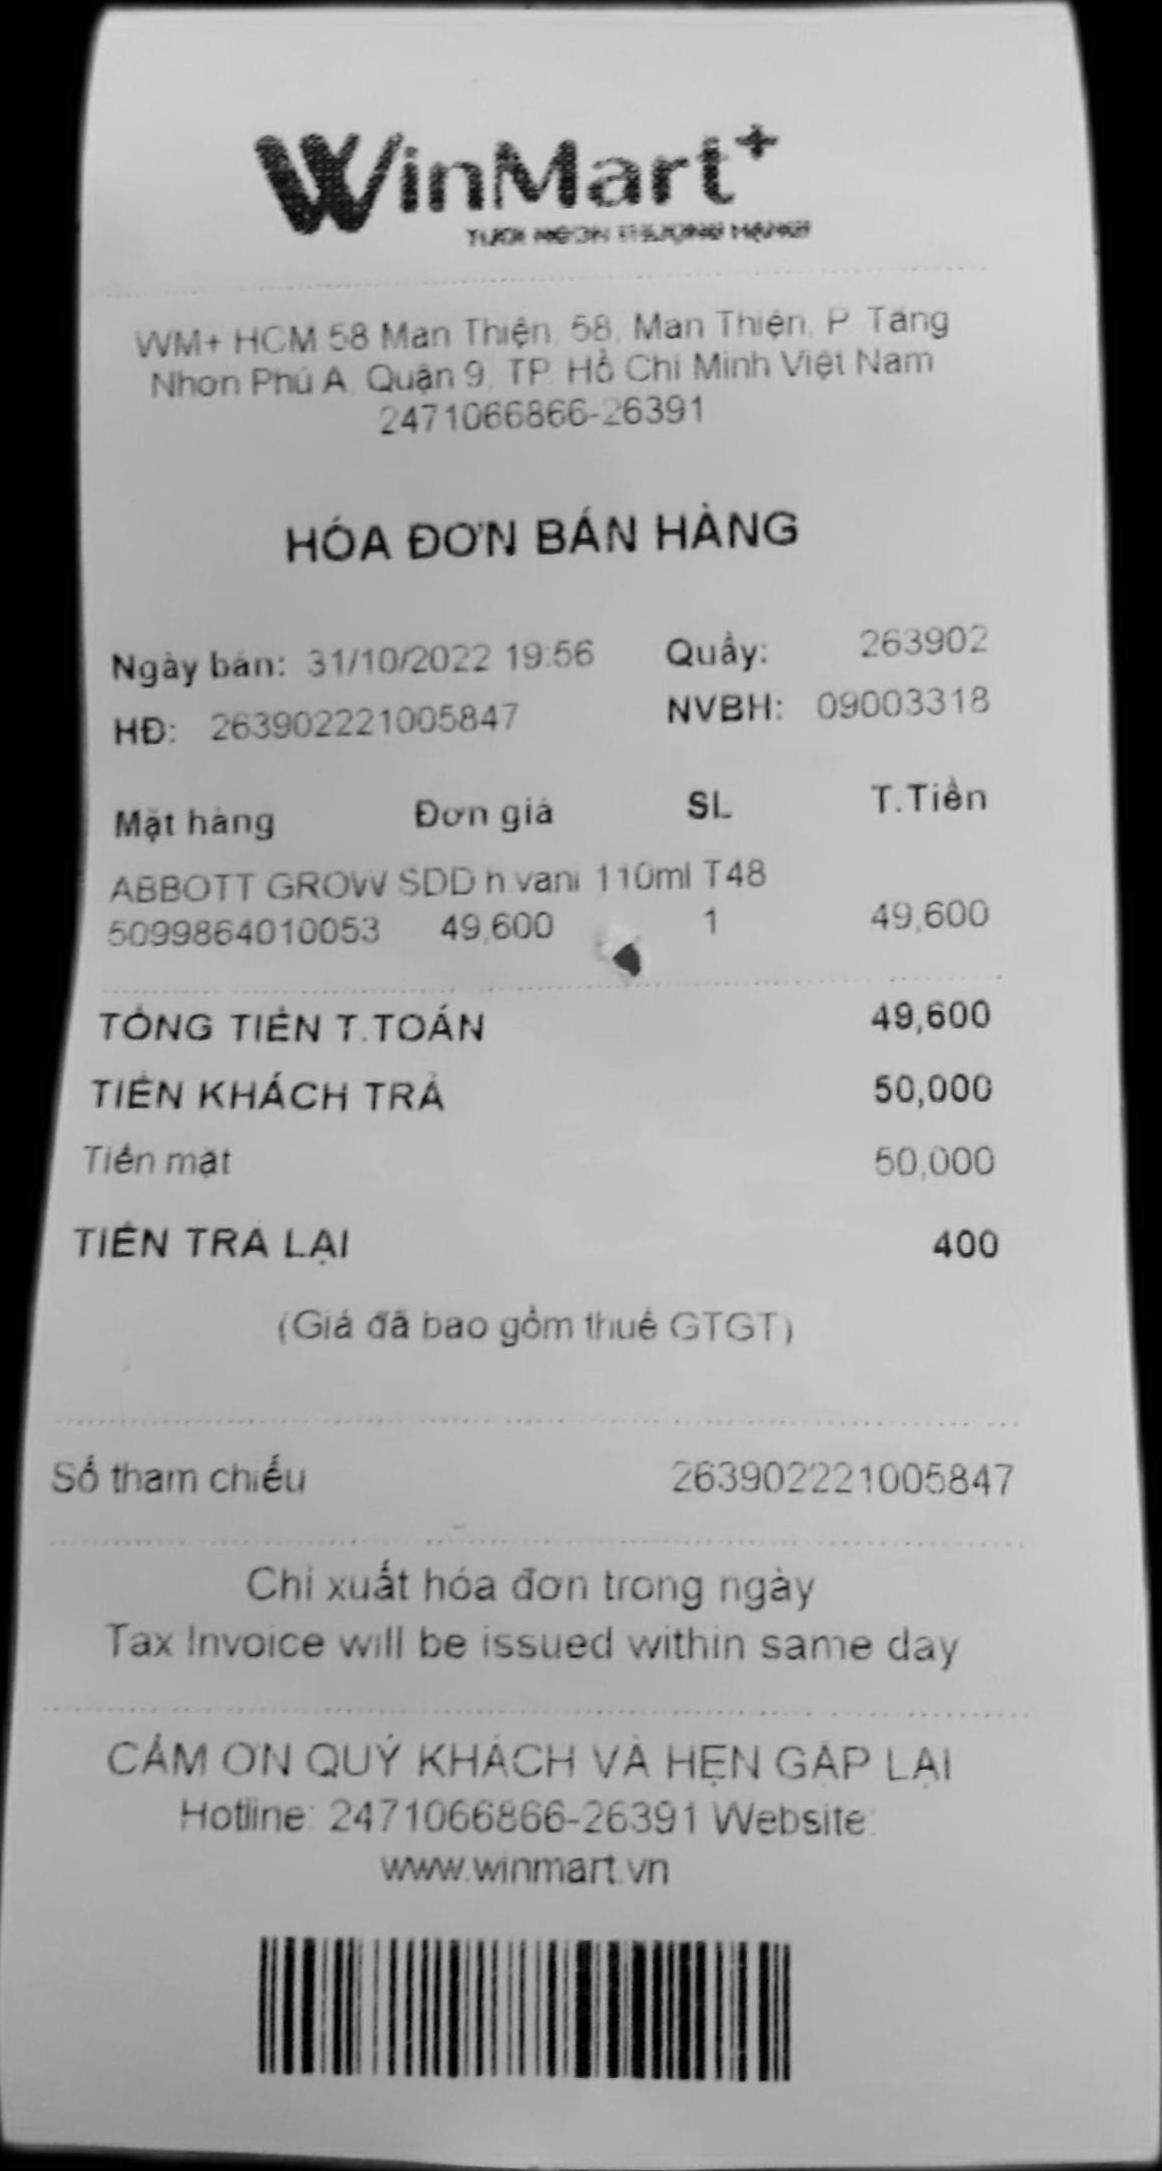 WinMart+
TƯƠI NGON THƯỢNG HẠNG!
WM+ HCM 58 Man Thiện, 58, Man Thiện, P. Tăng
Nhơn Phú A, Quận 9, TP. Hồ Chí Minh Việt Nam
2471066866-26391
HÓA ĐƠN BÁN HÀNG
Ngày bán: 31/10/2022 19:56 Quầy: 263902
HĐ: 263902221005847 NVBH: 09003318
Mặt hàng Đơn giá SL T.Tiền
ABBOTT GROW SDD h.vani 110ml T48
5099864010053 49,600 1 49,600
TỔNG TIỀN T.TOÁN 49,600
TIỀN KHÁCH TRẢ 50,000
Tiền mặt 50,000
TIỀN TRẢ LẠI 400
(Giá đã bao gồm thuế GTGT)
Số tham chiếu 263902221005847
Chỉ xuất hóa đơn trong ngày
Tax Invoice will be issued within same day
CẢM ƠN QUÝ KHÁCH VÀ HẸN GẶP LẠI
Hotline: 2471066866-26391 Website:
www.winmart.vn